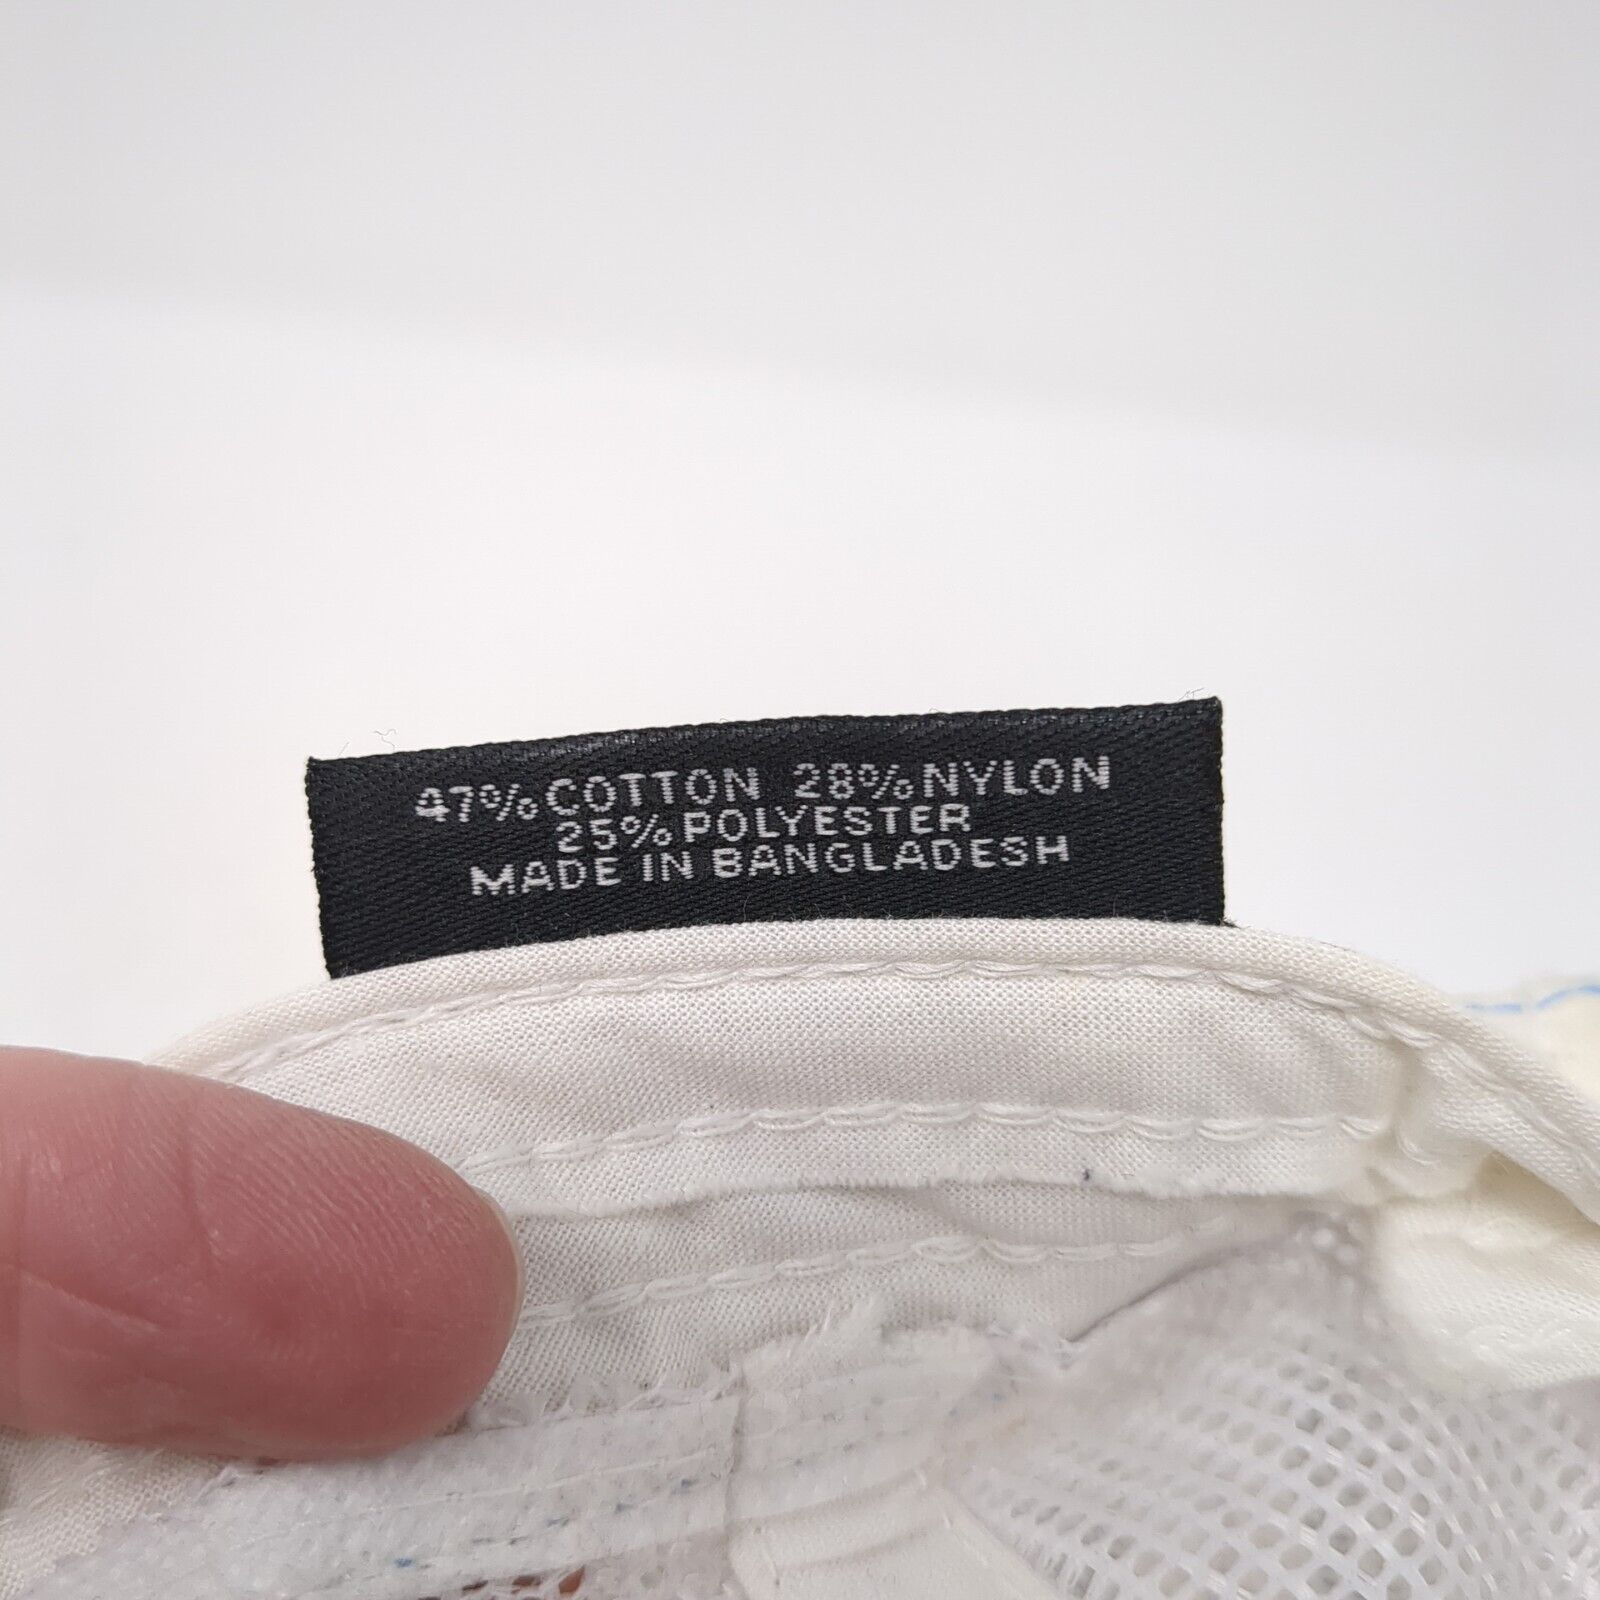 47% COTTON 28% NYLON
25% POLYESTER
MADE IN BANGLADESH